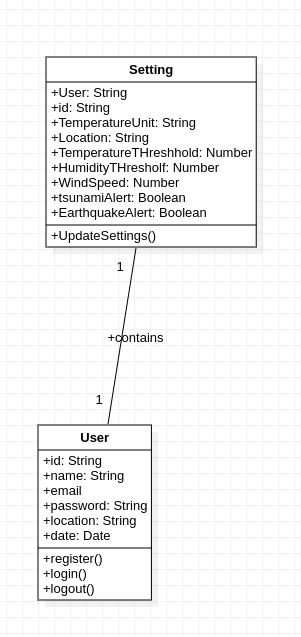 Setting
+User: String
+id: String
+TemperatureUnit: String
+Location: String
+TemperatureTHreshhold: Number
+HumidityTHresholf: Number
+WindSpeed: Number
+tsunamiAlert: Boolean
+EarthquakeAlert: Boolean
+UpdateSettings()
1
+contains
1
User
+id: String
+name: String
+email
+password: String
+location: String
+date: Date
+register()
+login()
+logout()